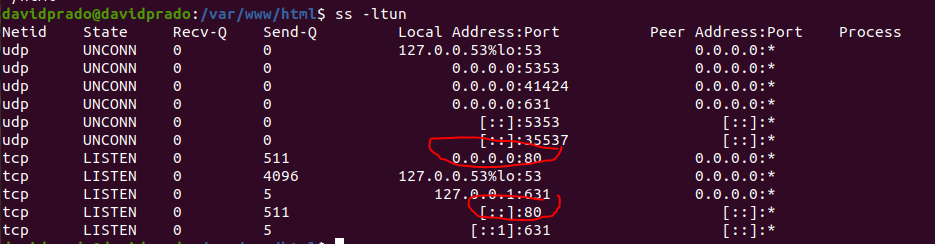 davidprado@davidprado:/var/www/html$ ss -ltun
Netid State Recv-Q Send-Q Local Address:Port Peer Address:Port Process
udp UNCONN 0 0 127.0.0.53%lo:53 0.0.0.0:*
udp UNCONN 0 0 0.0.0.0:5353 0.0.0.0:*
udp UNCONN 0 0 0.0.0.0:41424 0.0.0.0:*
udp UNCONN 0 0 0.0.0.0:631 0.0.0.0:*
udp UNCONN 0 0 [::]:5353 [::]:*
udp UNCONN 0 0 [::]:35537 [::]:*
tcp LISTEN 0 511 0.0.0.0:80 0.0.0.0:*
tcp LISTEN 0 4096 127.0.0.53%lo:53 0.0.0.0:*
tcp LISTEN 0 5 127.0.0.1:631 0.0.0.0:*
tcp LISTEN 0 511 [::]:80 [::]:*
tcp LISTEN 0 5 [::1]:631 [::]:*